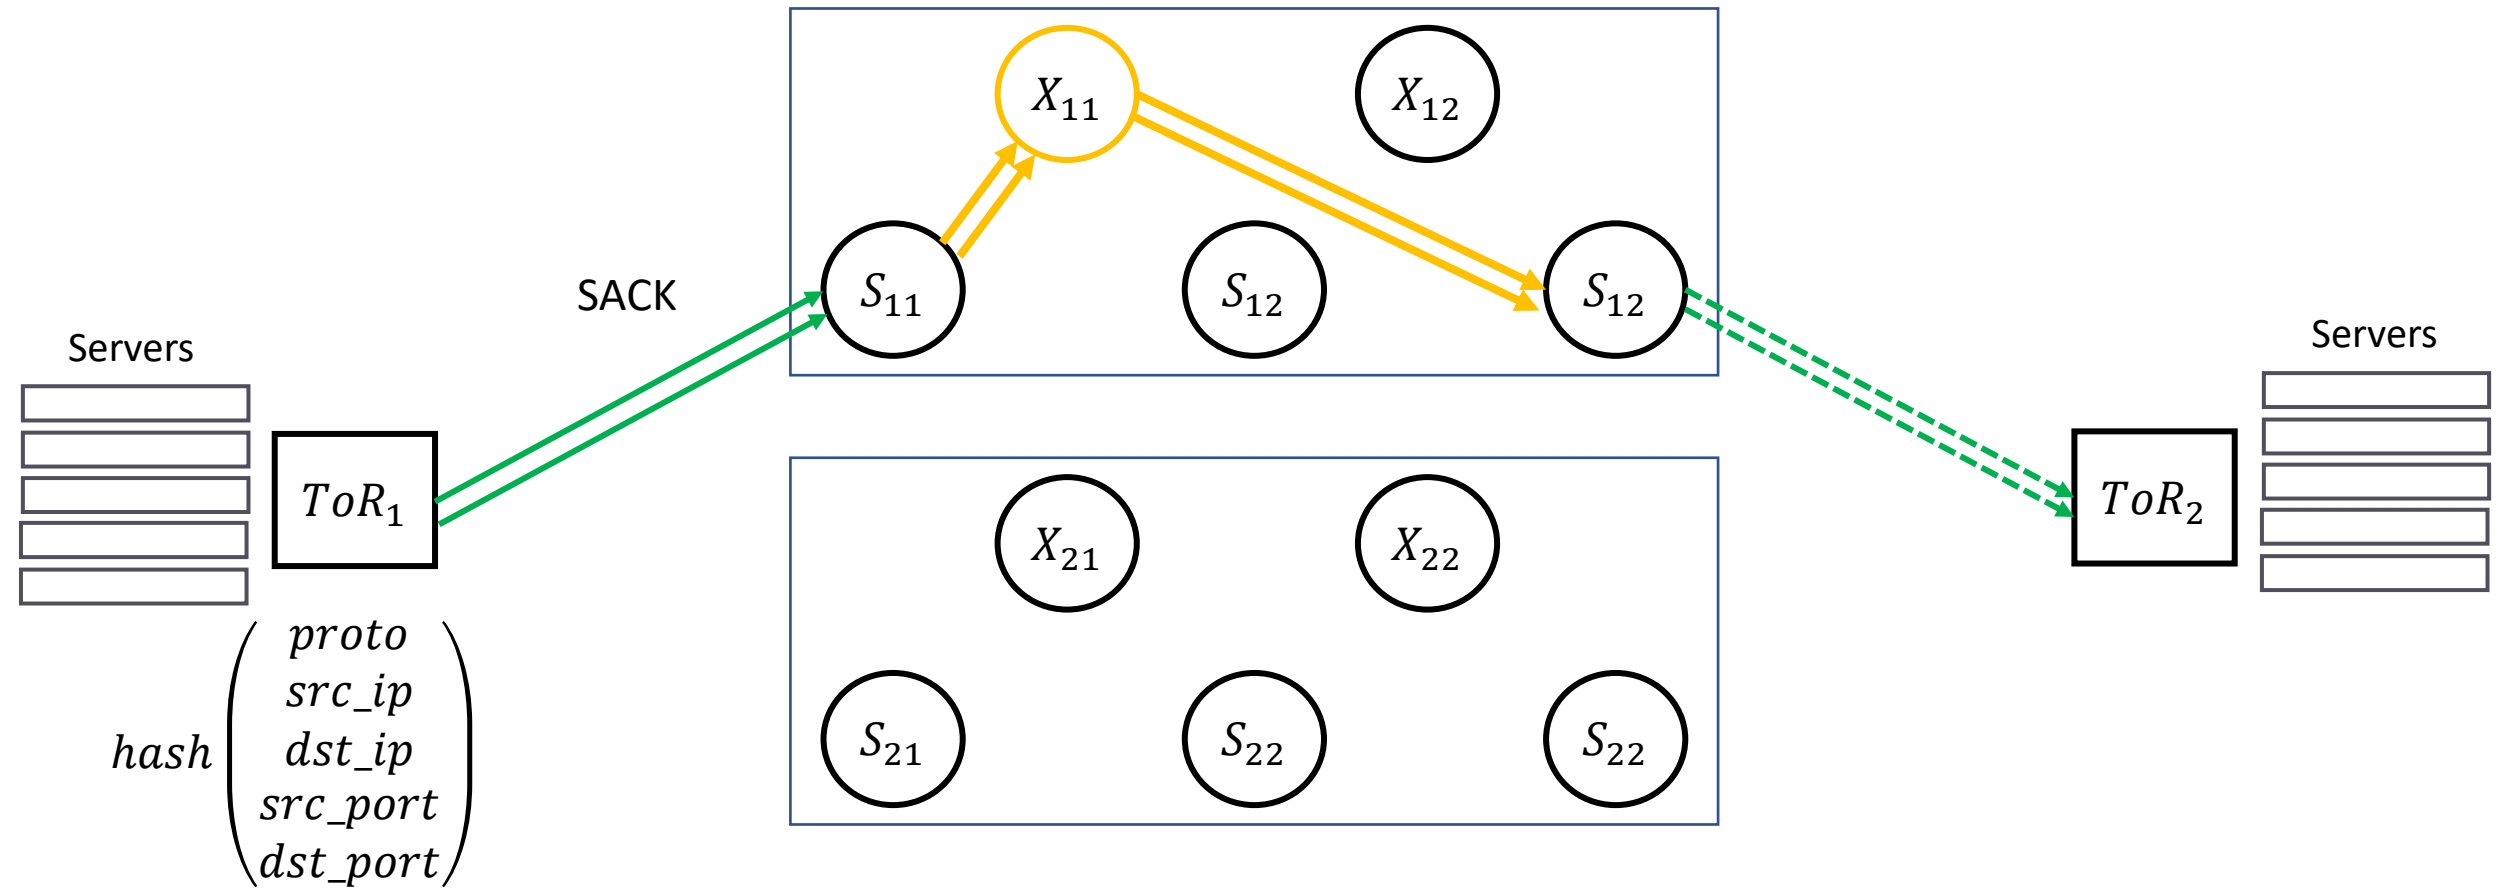 X₁₁
X₁₂
SACK
S₁₁
S₁₂
S₁₂
Servers
Servers
ToR₁
ToR₂
X₂₁
X₂₂
S₂₁
S₂₂
S₂₂
proto
src_ip
hash
dst_ip
src_port
dst_port